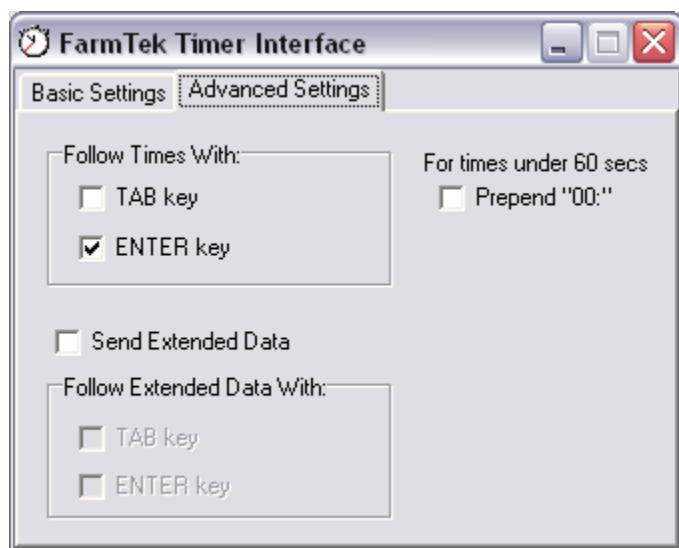 FarmTek Timer Interface
Basic Settings Advanced Settings
Follow Times With:
TAB key
ENTER key
For times under 60 secs
Prepend "00:"
Send Extended Data
Follow Extended Data With:
TAB key
ENTER key